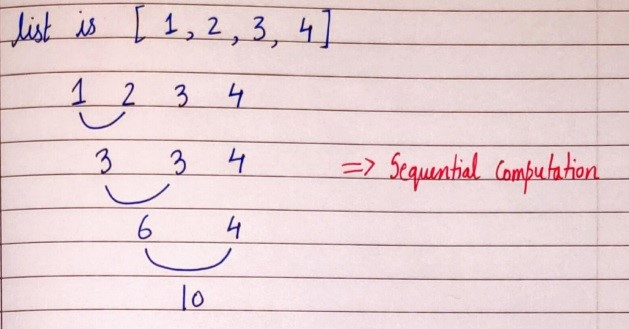 list is [1, 2, 3, 4]
1 2 3 4
3 3 4 => Sequential Computation
6 4
10